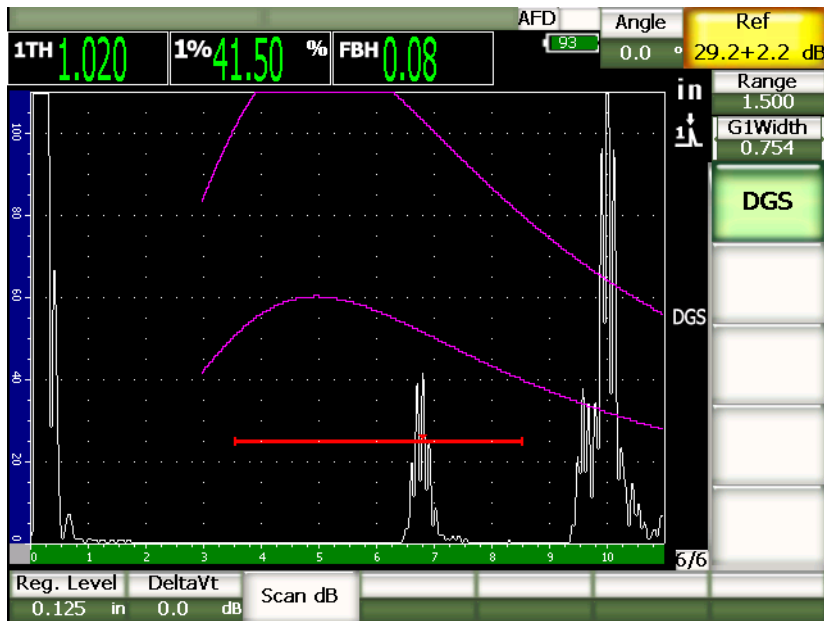 AFD
1TH 1.020
1% 41.50 %
FBH 0.08
93
Angle
0.0 °
Ref
29.2+2.2 dB
in
1
Range
1.500
G1Width
0.754
DGS
DGS
100
80
60
40
20
0
0 1 2 3 4 5 6 7 8 9 10
6/6
Reg. Level
0.125 in
DeltaVt
0.0 dB
Scan dB